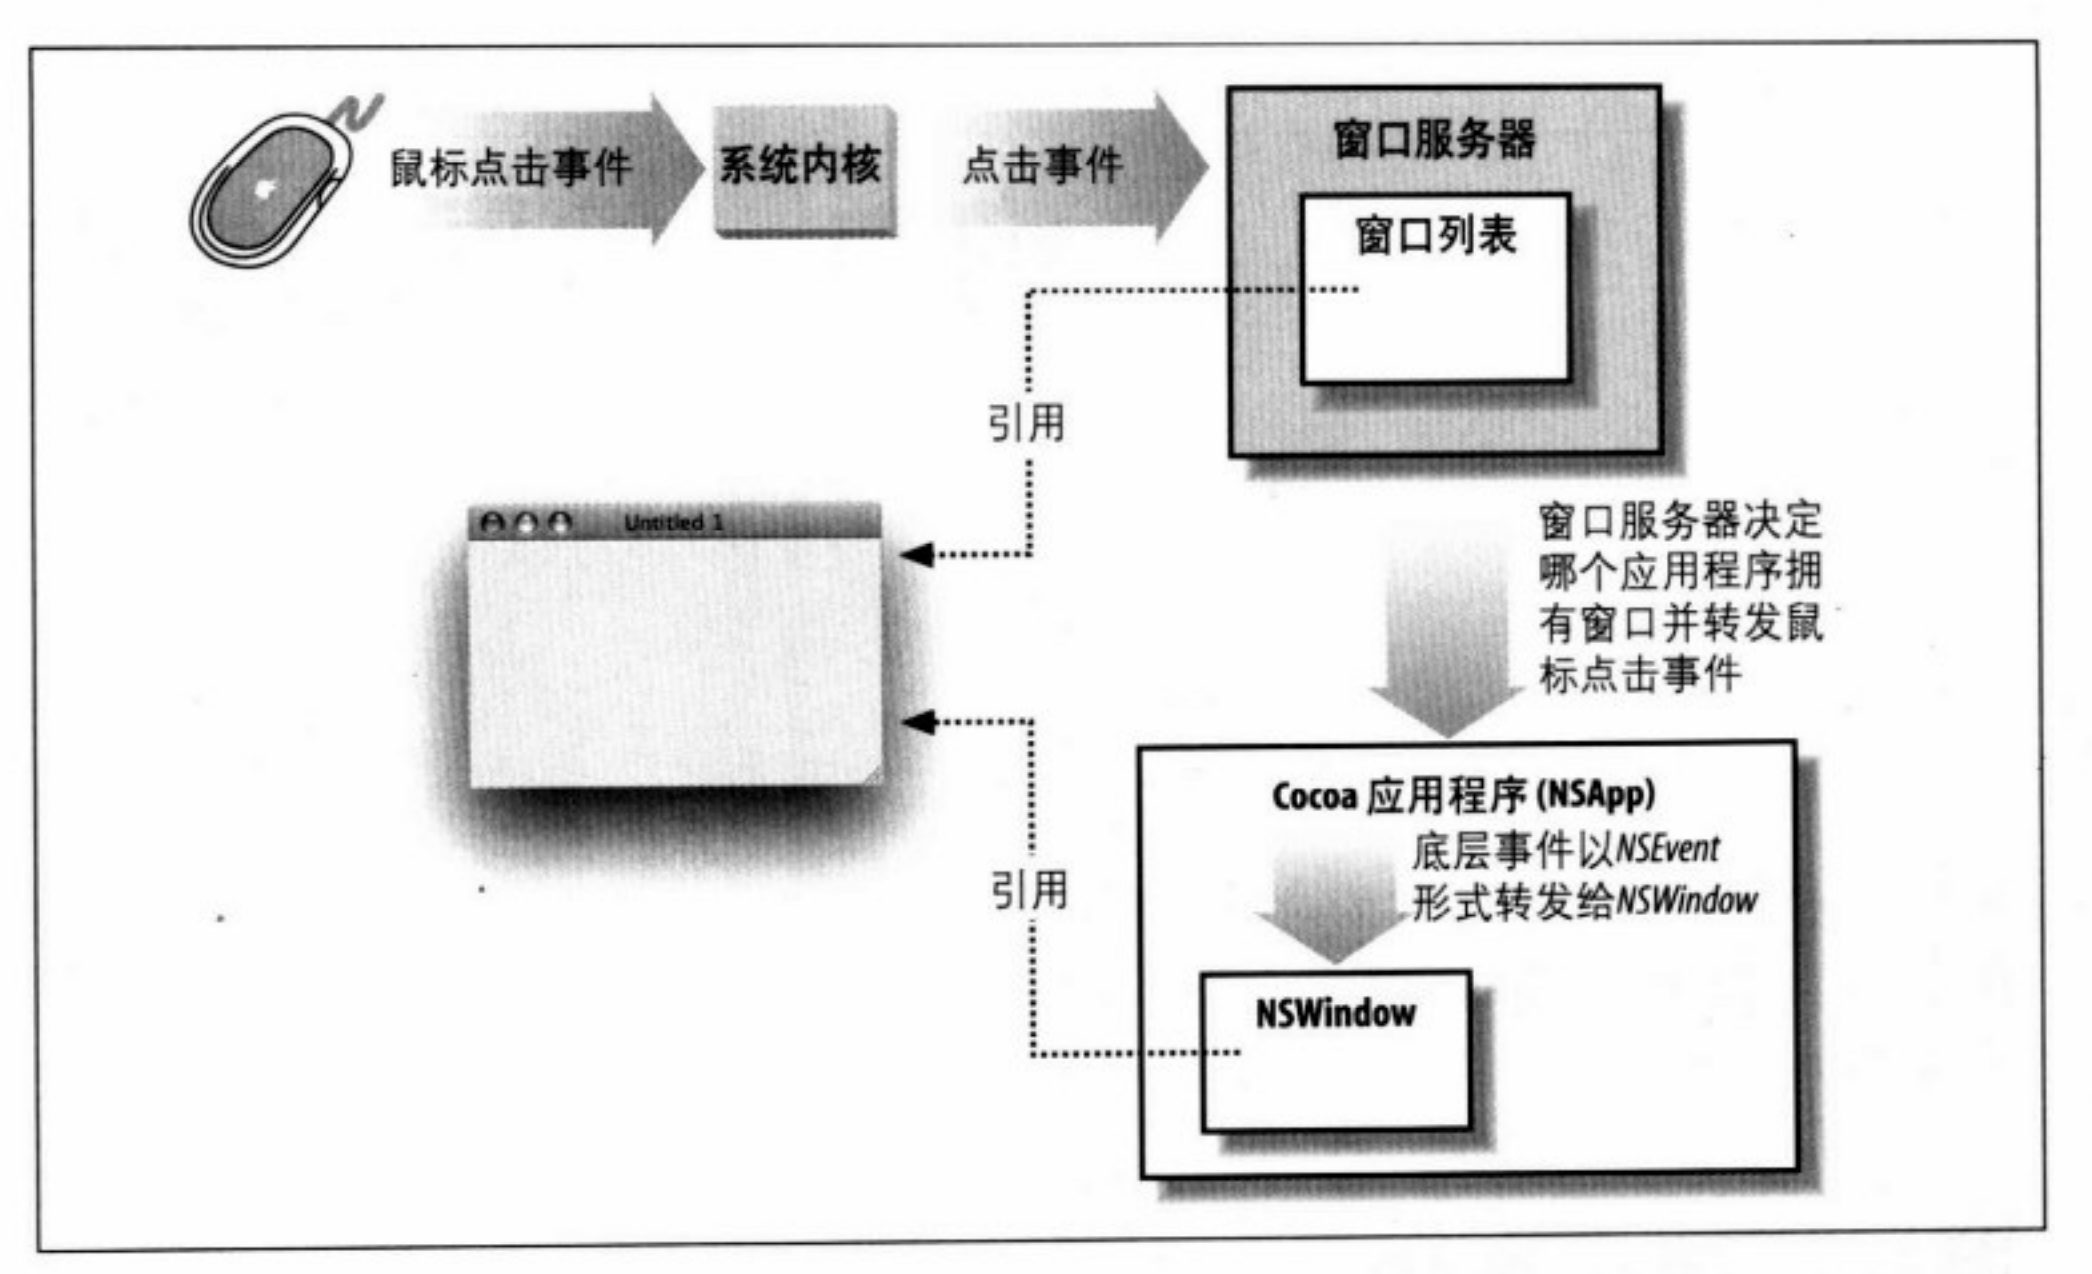 鼠标点击事件
系统内核
点击事件
窗口服务器
窗口列表
引用
Untitled 1
窗口服务器决定
哪个应用程序拥
有窗口并转发鼠
标点击事件
Cocoa 应用程序 (NSApp)
底层事件以NSEvent
形式转发给NSWindow
引用
NSWindow